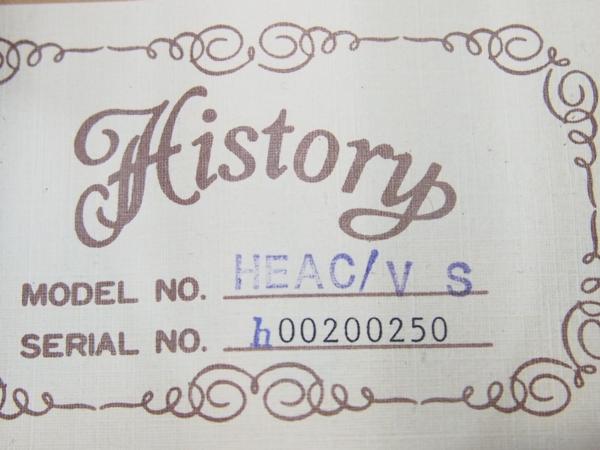 History
MODEL NO. HEAC/V S
SERIAL NO. h00200250